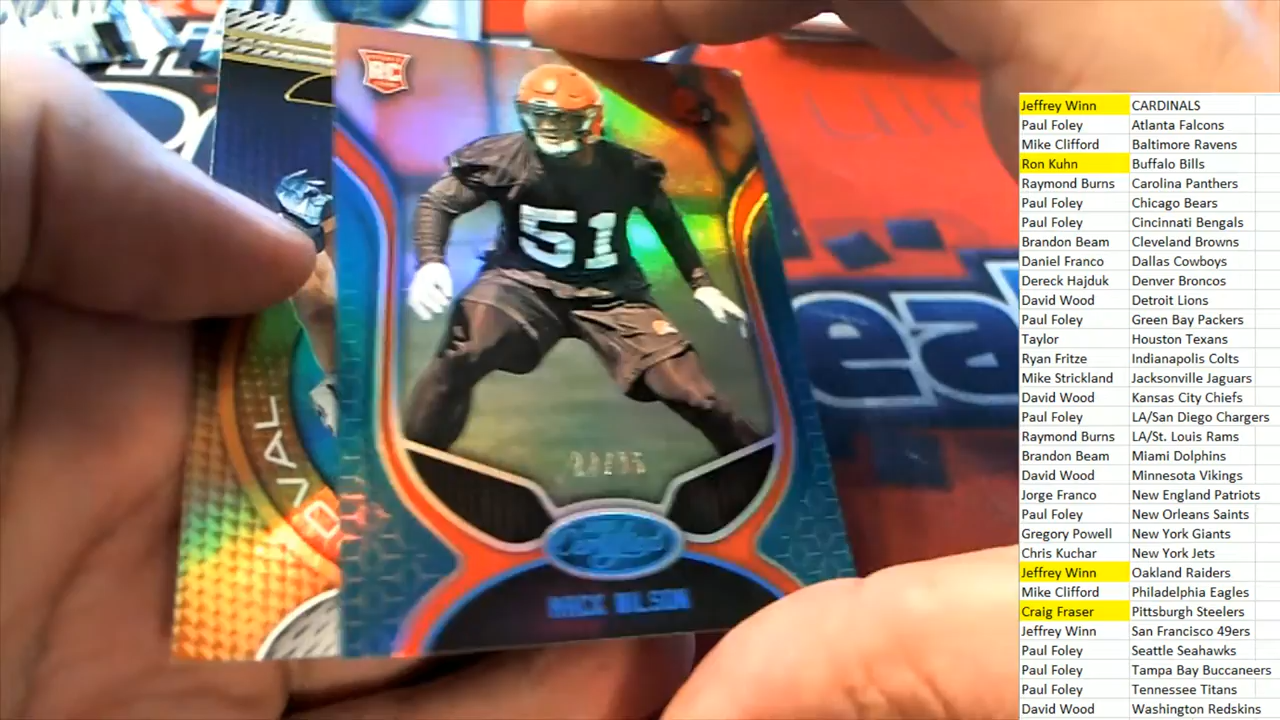 RC
51
VAL
MACK WILSON
ea
Jeffrey Winn CARDINALS
Paul Foley Atlanta Falcons
Mike Clifford Baltimore Ravens
Ron Kuhn Buffalo Bills
Raymond Burns Carolina Panthers
Paul Foley Chicago Bears
Paul Foley Cincinnati Bengals
Brandon Beam Cleveland Browns
Daniel Franco Dallas Cowboys
Dereck Hajduk Denver Broncos
David Wood Detroit Lions
Paul Foley Green Bay Packers
Taylor Houston Texans
Ryan Fritze Indianapolis Colts
Mike Strickland Jacksonville Jaguars
David Wood Kansas City Chiefs
Paul Foley LA/San Diego Chargers
Raymond Burns LA/St. Louis Rams
Brandon Beam Miami Dolphins
David Wood Minnesota Vikings
Jorge Franco New England Patriots
Paul Foley New Orleans Saints
Gregory Powell New York Giants
Chris Kuchar New York Jets
Jeffrey Winn Oakland Raiders
Mike Clifford Philadelphia Eagles
Craig Fraser Pittsburgh Steelers
Jeffrey Winn San Francisco 49ers
Paul Foley Seattle Seahawks
Paul Foley Tampa Bay Buccaneers
Paul Foley Tennessee Titans
David Wood Washington Redskins